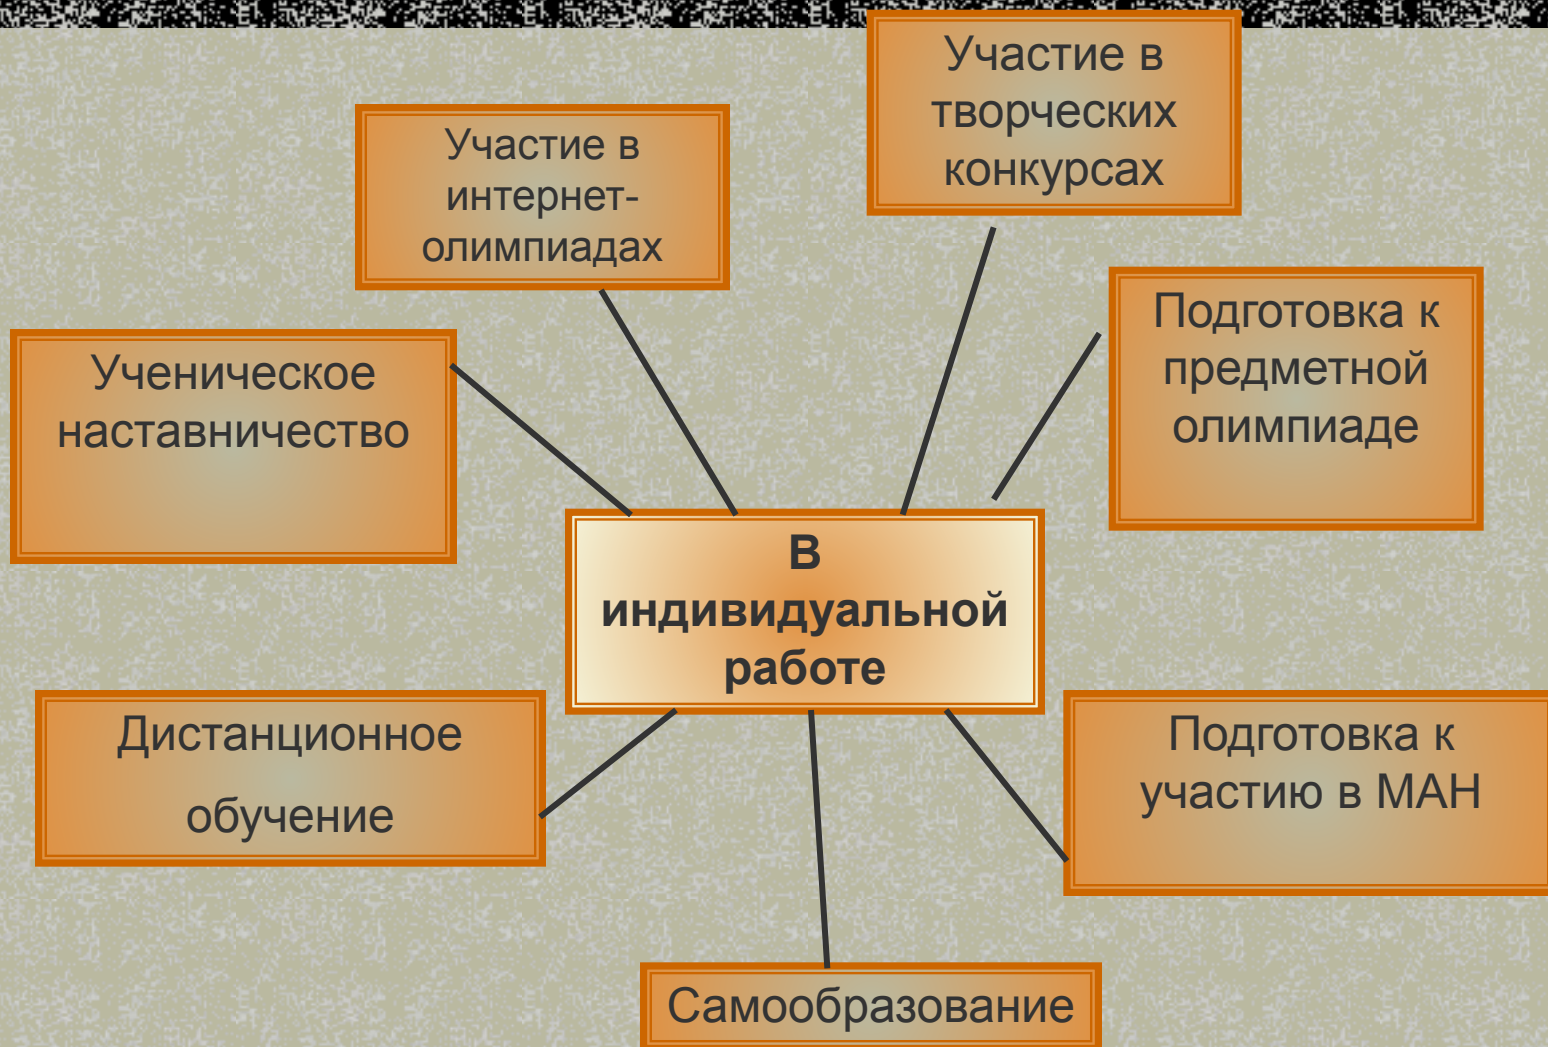 Участие в
творческих
конкурсах
Участие в
интернет-
олимпиадах
Подготовка к
предметной
олимпиаде
Ученическое
наставничество
В
индивидуальной
работе
Дистанционное
обучение
Подготовка к
участию в МАН
Самообразование